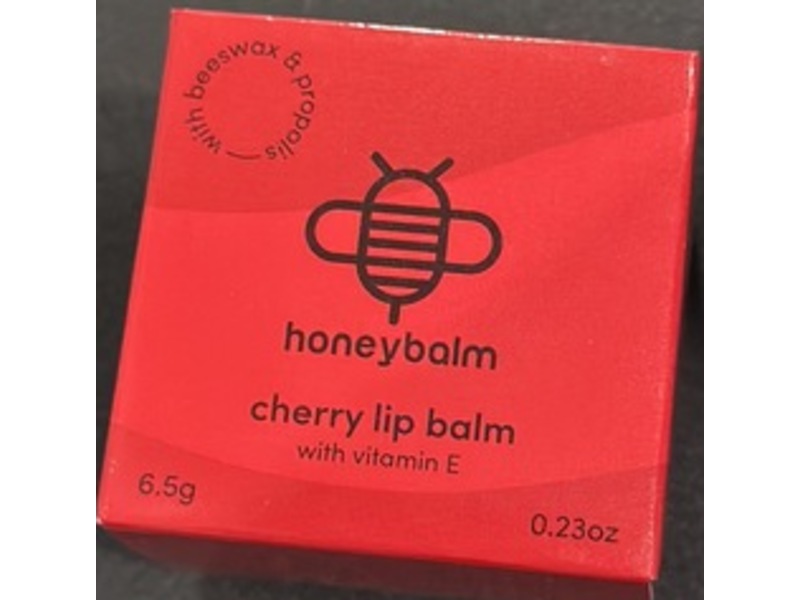 with beeswax & propolis
honeybalm
cherry lip balm
with vitamin E
6.5g
0.23oz